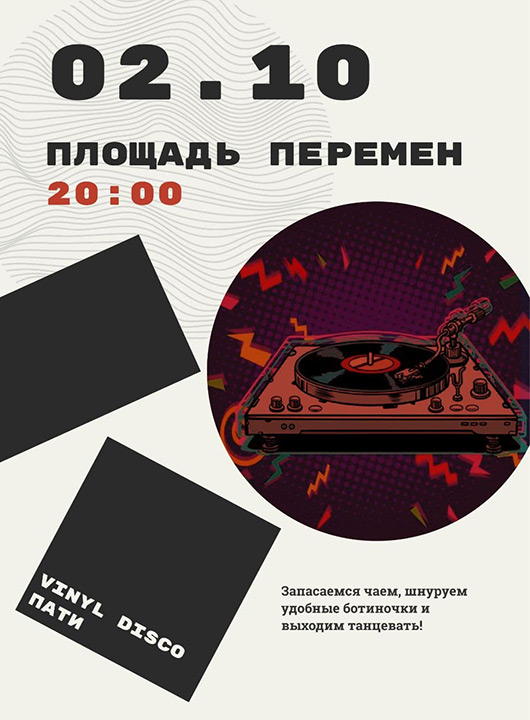 02.10
ПЛОЩАДЬ ПЕРЕМЕН
20:00
VINYL DISCO
ПАТИ
Запасаемся чаем, шнуруем
удобные ботиночки и
выходим танцевать!